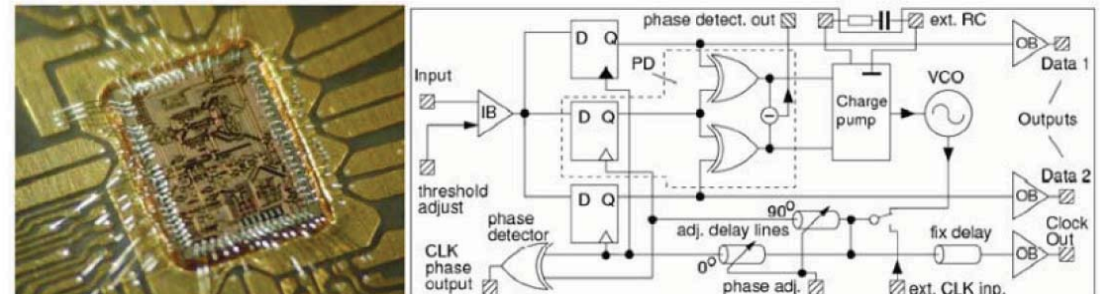 phase detect. out
ext. RC
D Q
OB
Data 1
PD
VCO
Input
IB
Charge
pump
Outputs
D Q
threshold
adjust
Data 2
D Q
OB
phase
detector
90°
adj. delay lines
Clock
Out
CLK
phase
output
0°
fix delay
OB
phase adj.
ext. CLK inp.